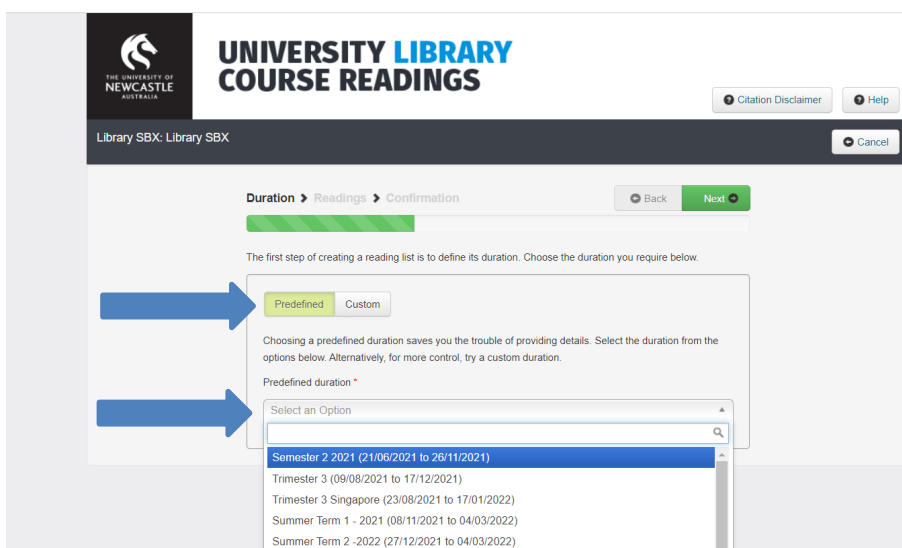 THE UNIVERSITY OF
NEWCASTLE
AUSTRALIA
UNIVERSITY LIBRARY
COURSE READINGS
Citation Disclaimer
Help
Library SBX: Library SBX
Cancel
Duration > Readings > Confirmation
Back
Next
The first step of creating a reading list is to define its duration. Choose the duration you require below.
Predefined
Custom
Choosing a predefined duration saves you the trouble of providing details. Select the duration from the
options below. Alternatively, for more control, try a custom duration.
Predefined duration *
Select an Option
Semester 2 2021 (21/06/2021 to 26/11/2021)
Trimester 3 (09/08/2021 to 17/12/2021)
Trimester 3 Singapore (23/08/2021 to 17/01/2022)
Summer Term 1 - 2021 (08/11/2021 to 04/03/2022)
Summer Term 2 -2022 (27/12/2021 to 04/03/2022)